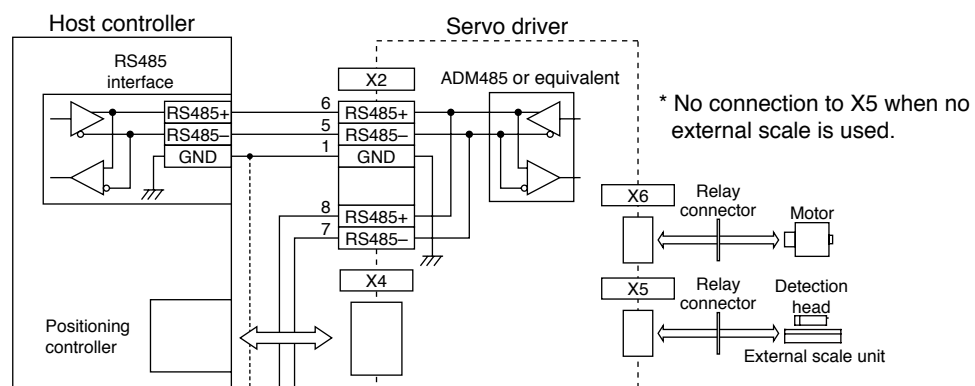 Host controller
Servo driver
RS485
interface
X2
ADM485 or equivalent
RS485+
6
RS485+
RS485–
5
RS485–
GND
1
GND
* No connection to X5 when no
external scale is used.
8
RS485+
7
RS485–
X6
Relay
connector
Motor
X4
X5
Relay
connector
Detection
head
External scale unit
Positioning
controller